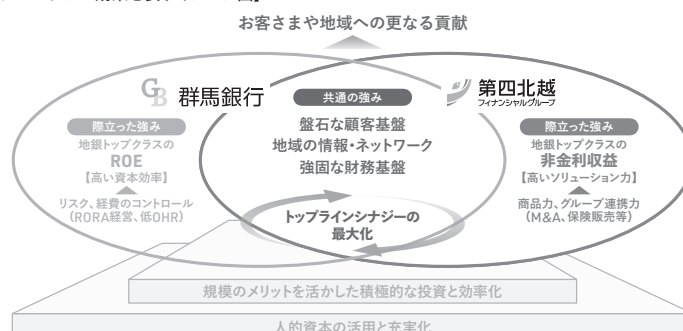 お客さまや地域への更なる貢献
GB 群馬銀行
共通の強み
第四北越
フィナンシャルグループ
際立った強み
地銀トップクラスの
ROE
【高い資本効率】
リスク、経費のコントロール
(RORA経営、低OHR)
盤石な顧客基盤
地域の情報・ネットワーク
強固な財務基盤
トップラインシナジーの
最大化
際立った強み
地銀トップクラスの
非金利収益
【高いソリューション力】
商品力、グループ連携力
(M&A、保険販売等)
規模のメリットを活かした積極的な投資と効率化
人的資本の活用と充実化